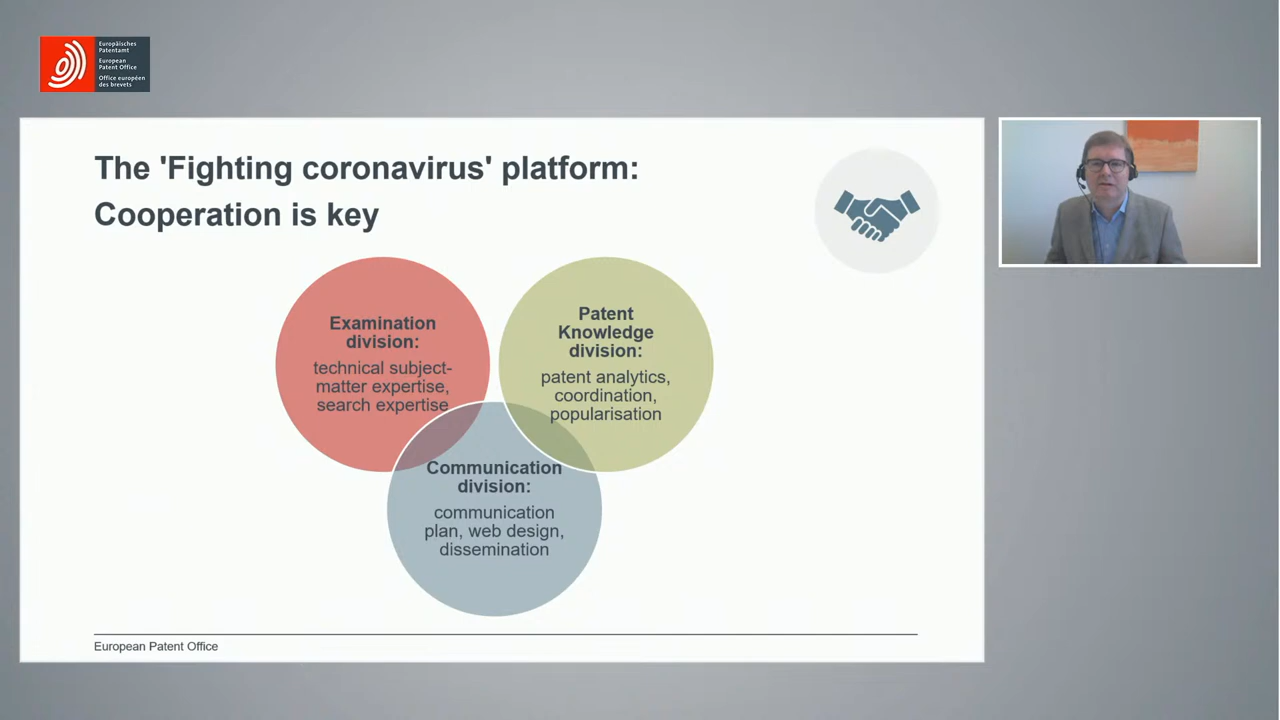 Europäisches
Patentamt
European
Patent Office
Office européen
des brevets
The 'Fighting coronavirus' platform:
Cooperation is key
Examination
division:
technical subject-
matter expertise,
search expertise
Patent
Knowledge
division:
patent analytics,
coordination,
popularisation
Communication
division:
communication
plan, web design,
dissemination
European Patent Office